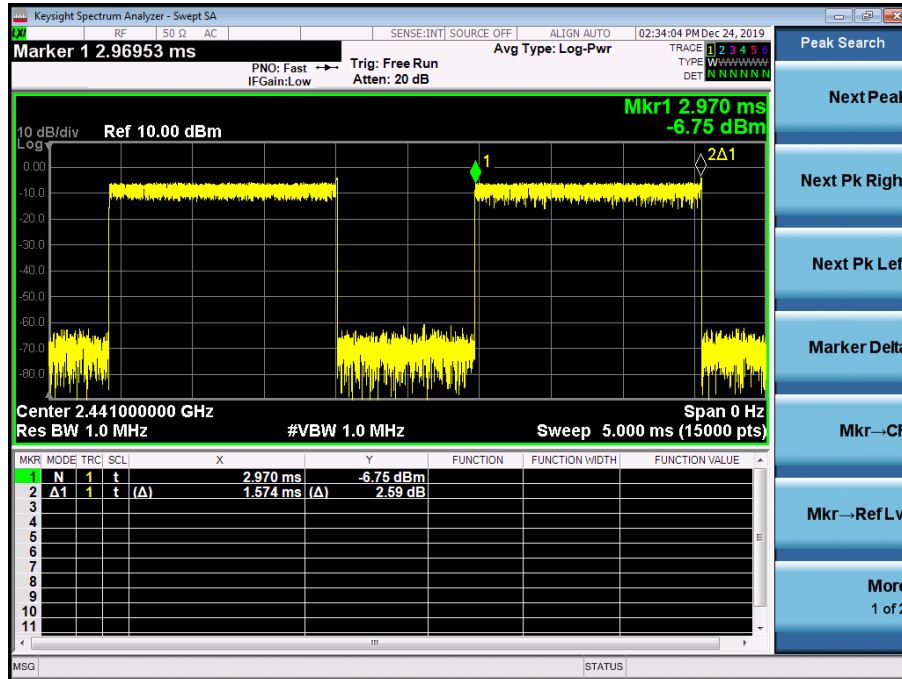 Keysight Spectrum Analyzer - Swept SA
LXI RF 50 Ω AC SENSE:INT SOURCE OFF ALIGN AUTO 02:34:04 PM Dec 24, 2019
Marker 1 2.96953 ms
PNO: Fast
IFGain:Low
Trig: Free Run
Atten: 20 dB
Avg Type: Log-Pwr
TRACE 1 2 3 4 5 6
TYPE WWWWWWW
DET N N N N N N
Mkr1 2.970 ms
-6.75 dBm
10 dB/div Ref 10.00 dBm
Log
1
2Δ1
0.00
-10.0
-20.0
-30.0
-40.0
-50.0
-60.0
-70.0
-80.0
Center 2.441000000 GHz Span 0 Hz
Res BW 1.0 MHz #VBW 1.0 MHz Sweep 5.000 ms (15000 pts)
MKR MODE TRC SCL X Y FUNCTION FUNCTION WIDTH FUNCTION VALUE
1 N 1 t 2.970 ms -6.75 dBm
2 Δ1 1 t (Δ) 1.574 ms (Δ) 2.59 dB
3
4
5
6
7
8
9
10
11
MSG STATUS
Peak Search
Next Peak
Next Pk Righ
Next Pk Lef
Marker Delta
Mkr→CF
Mkr→Ref Lv
More
1 of 2